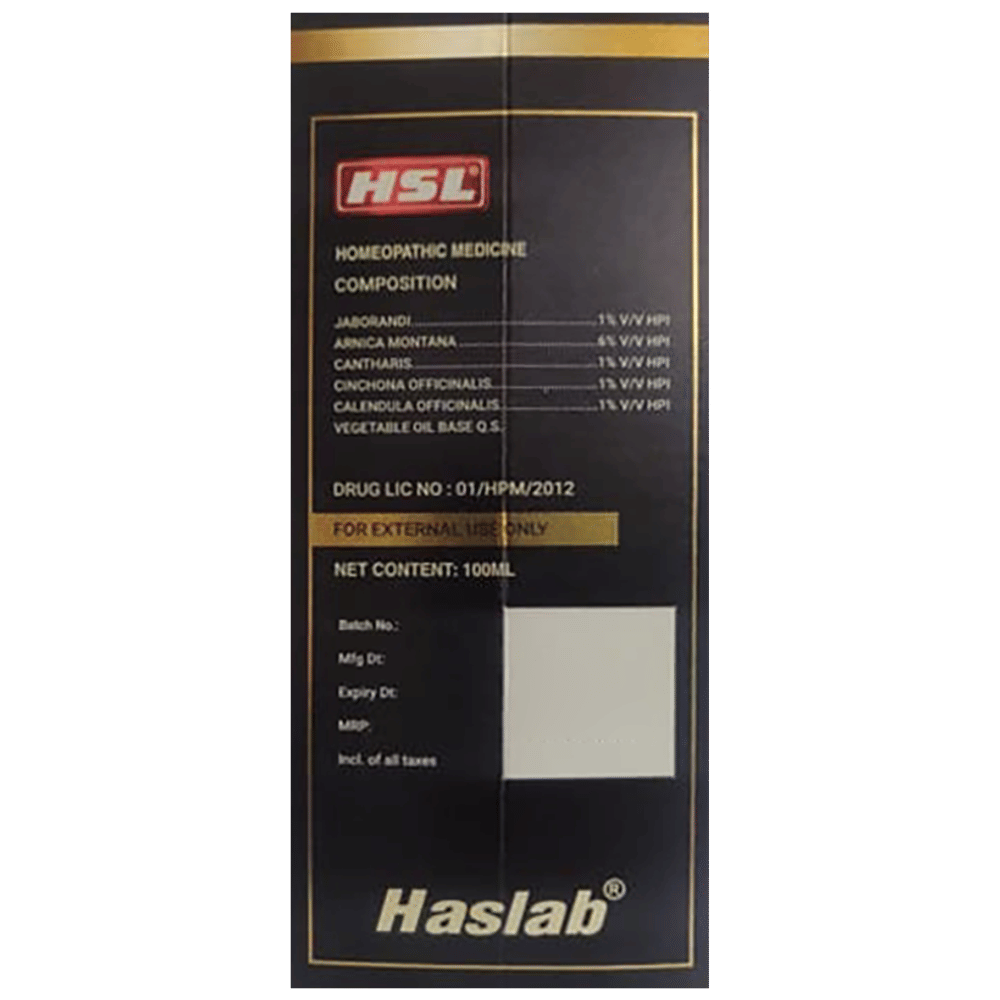 HSL®
HOMEOPATHIC MEDICINE
COMPOSITION
JABORANDI 1% V/V HPI
ARNICA MONTANA 6% V/V HPI
CANTHARIS 1% V/V HPI
CINCHONA OFFICINALIS 1% V/V HPI
CALENDULA OFFICINALIS 1% V/V HPI
VEGETABLE OIL BASE Q.S.
DRUG LIC NO : 01/HPM/2012
FOR EXTERNAL USE ONLY
NET CONTENT: 100ML
Batch No.:
Mfg Dt:
Expiry Dt:
MRP:
Incl. of all taxes
Haslab®